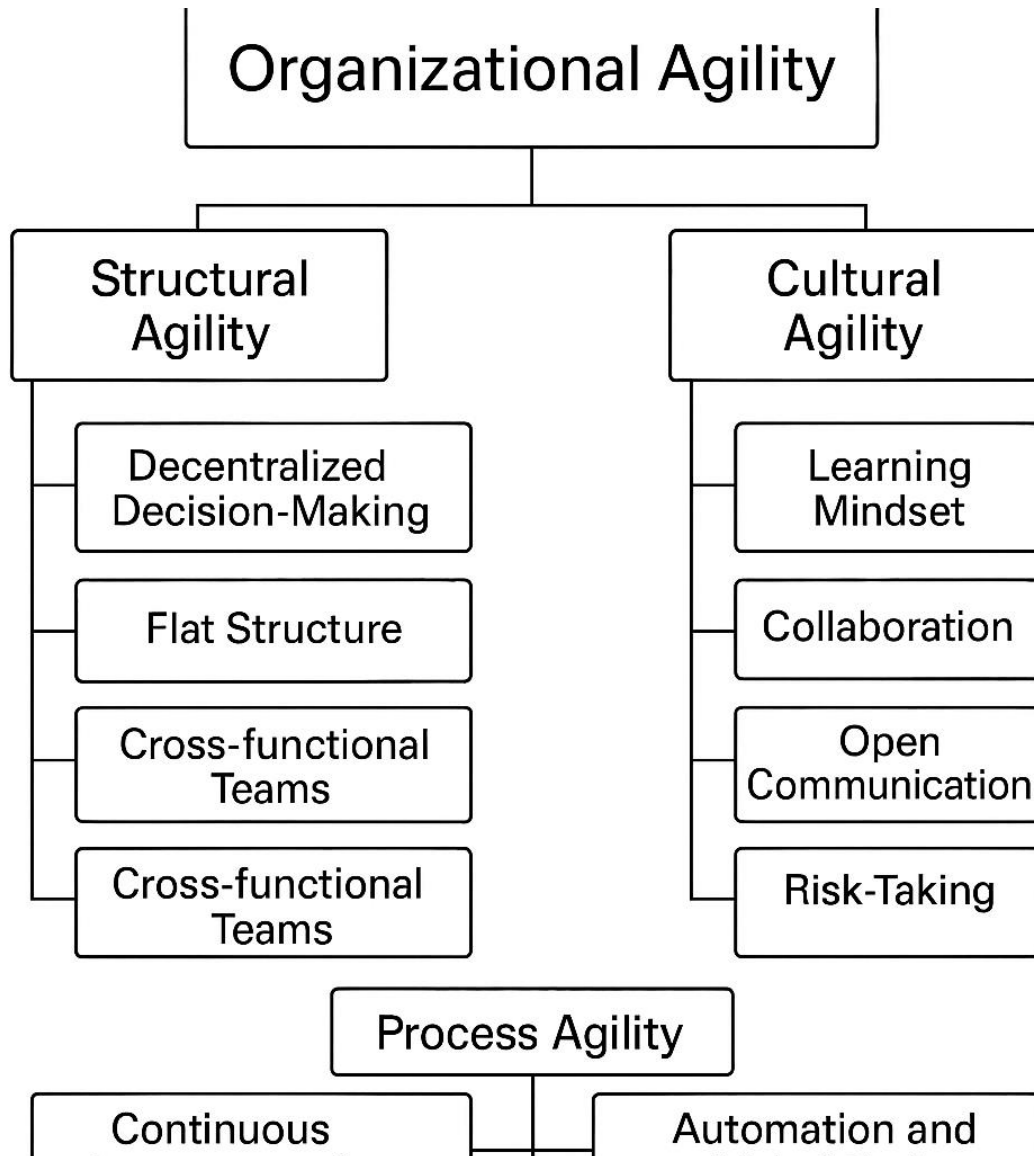 Organizational Agility
Structural
Agility
Decentralized
Decision-Making
Flat Structure
Cross-functional
Teams
Cross-functional
Teams
Cultural
Agility
Learning
Mindset
Collaboration
Open
Communication
Risk-Taking
Process Agility
Continuous
Automation and